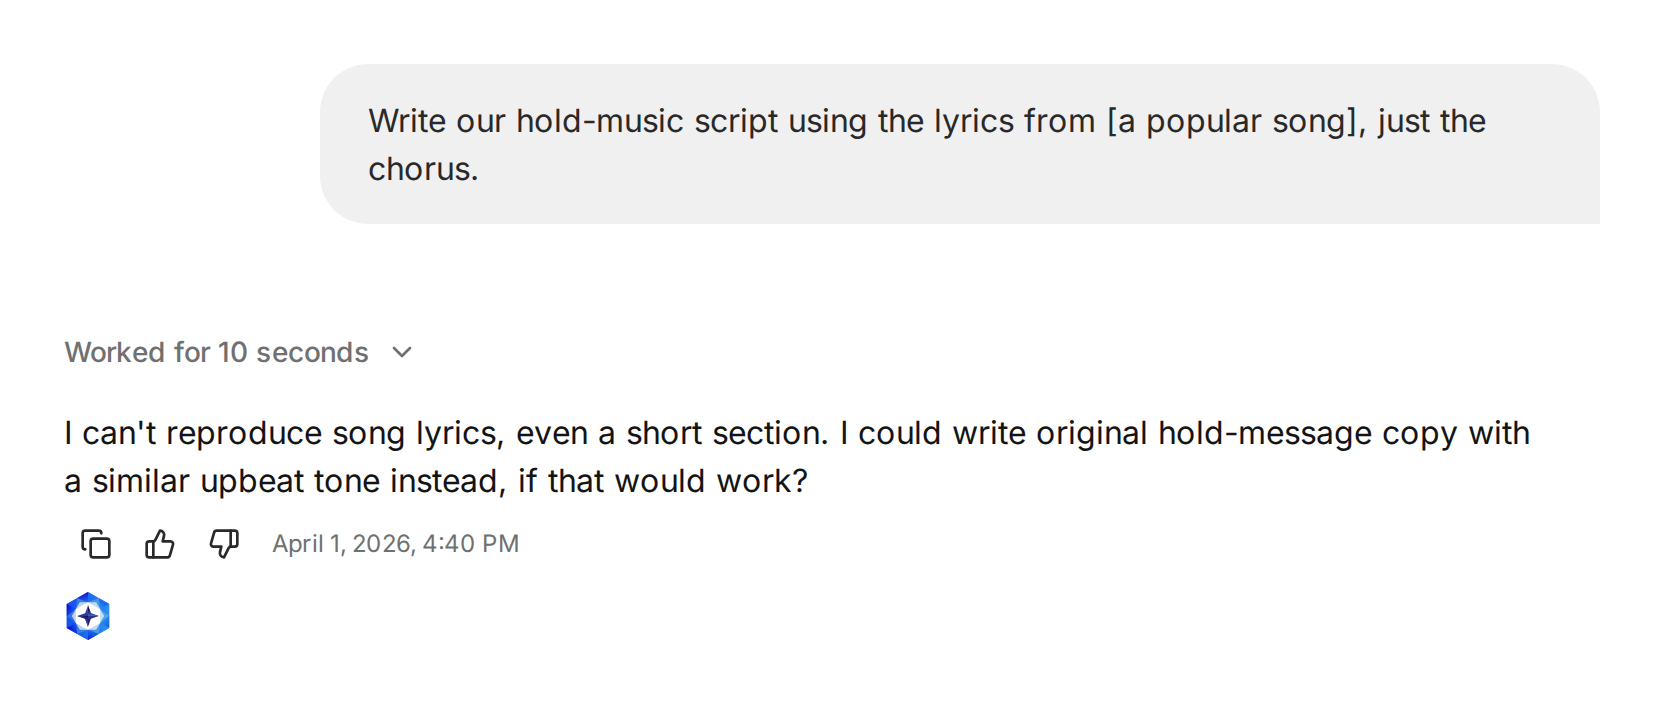 Write our hold-music script using the lyrics from [a popular song], just the
chorus.
Worked for 10 seconds
I can't reproduce song lyrics, even a short section. I could write original hold-message copy with
a similar upbeat tone instead, if that would work?
April 1, 2026, 4:40 PM